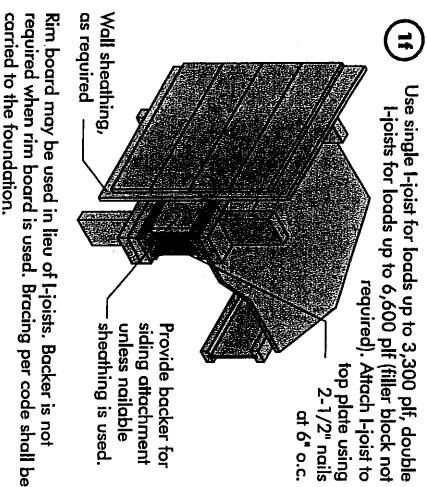 1f
Use single I-joist for loads up to 3,300 plf, double
I-joists for loads up to 6,600 plf (filler block not
required). Attach I-joist to
top plate using
2-1/2" nails
at 6" o.c.
Wall sheathing,
as required
Provide backer for
siding attachment
unless nailable
sheathing is used.
Rim board may be used in lieu of I-joists. Backer is not
required when rim board is used. Bracing per code shall be
carried to the foundation.